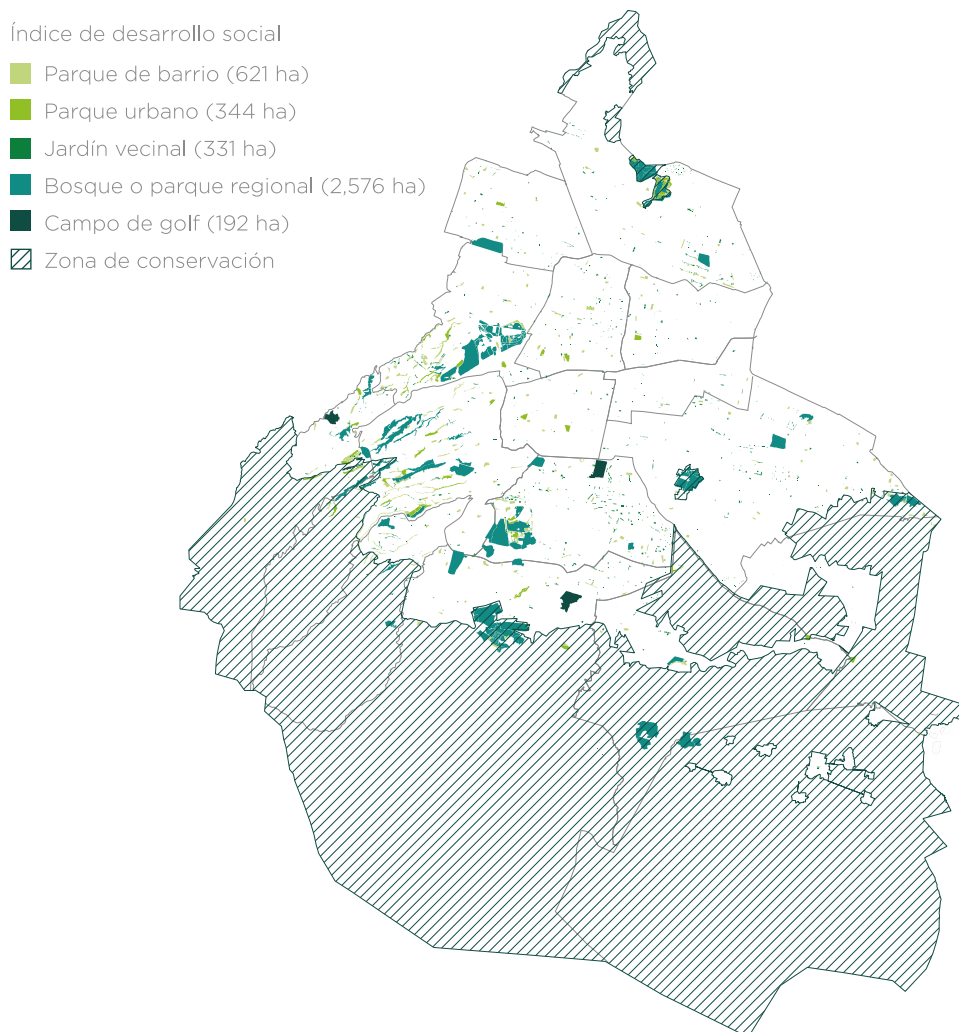 Índice de desarrollo social
Parque de barrio (621 ha)
Parque urbano (344 ha)
Jardín vecinal (331 ha)
Bosque o parque regional (2,576 ha)
Campo de golf (192 ha)
Zona de conservación